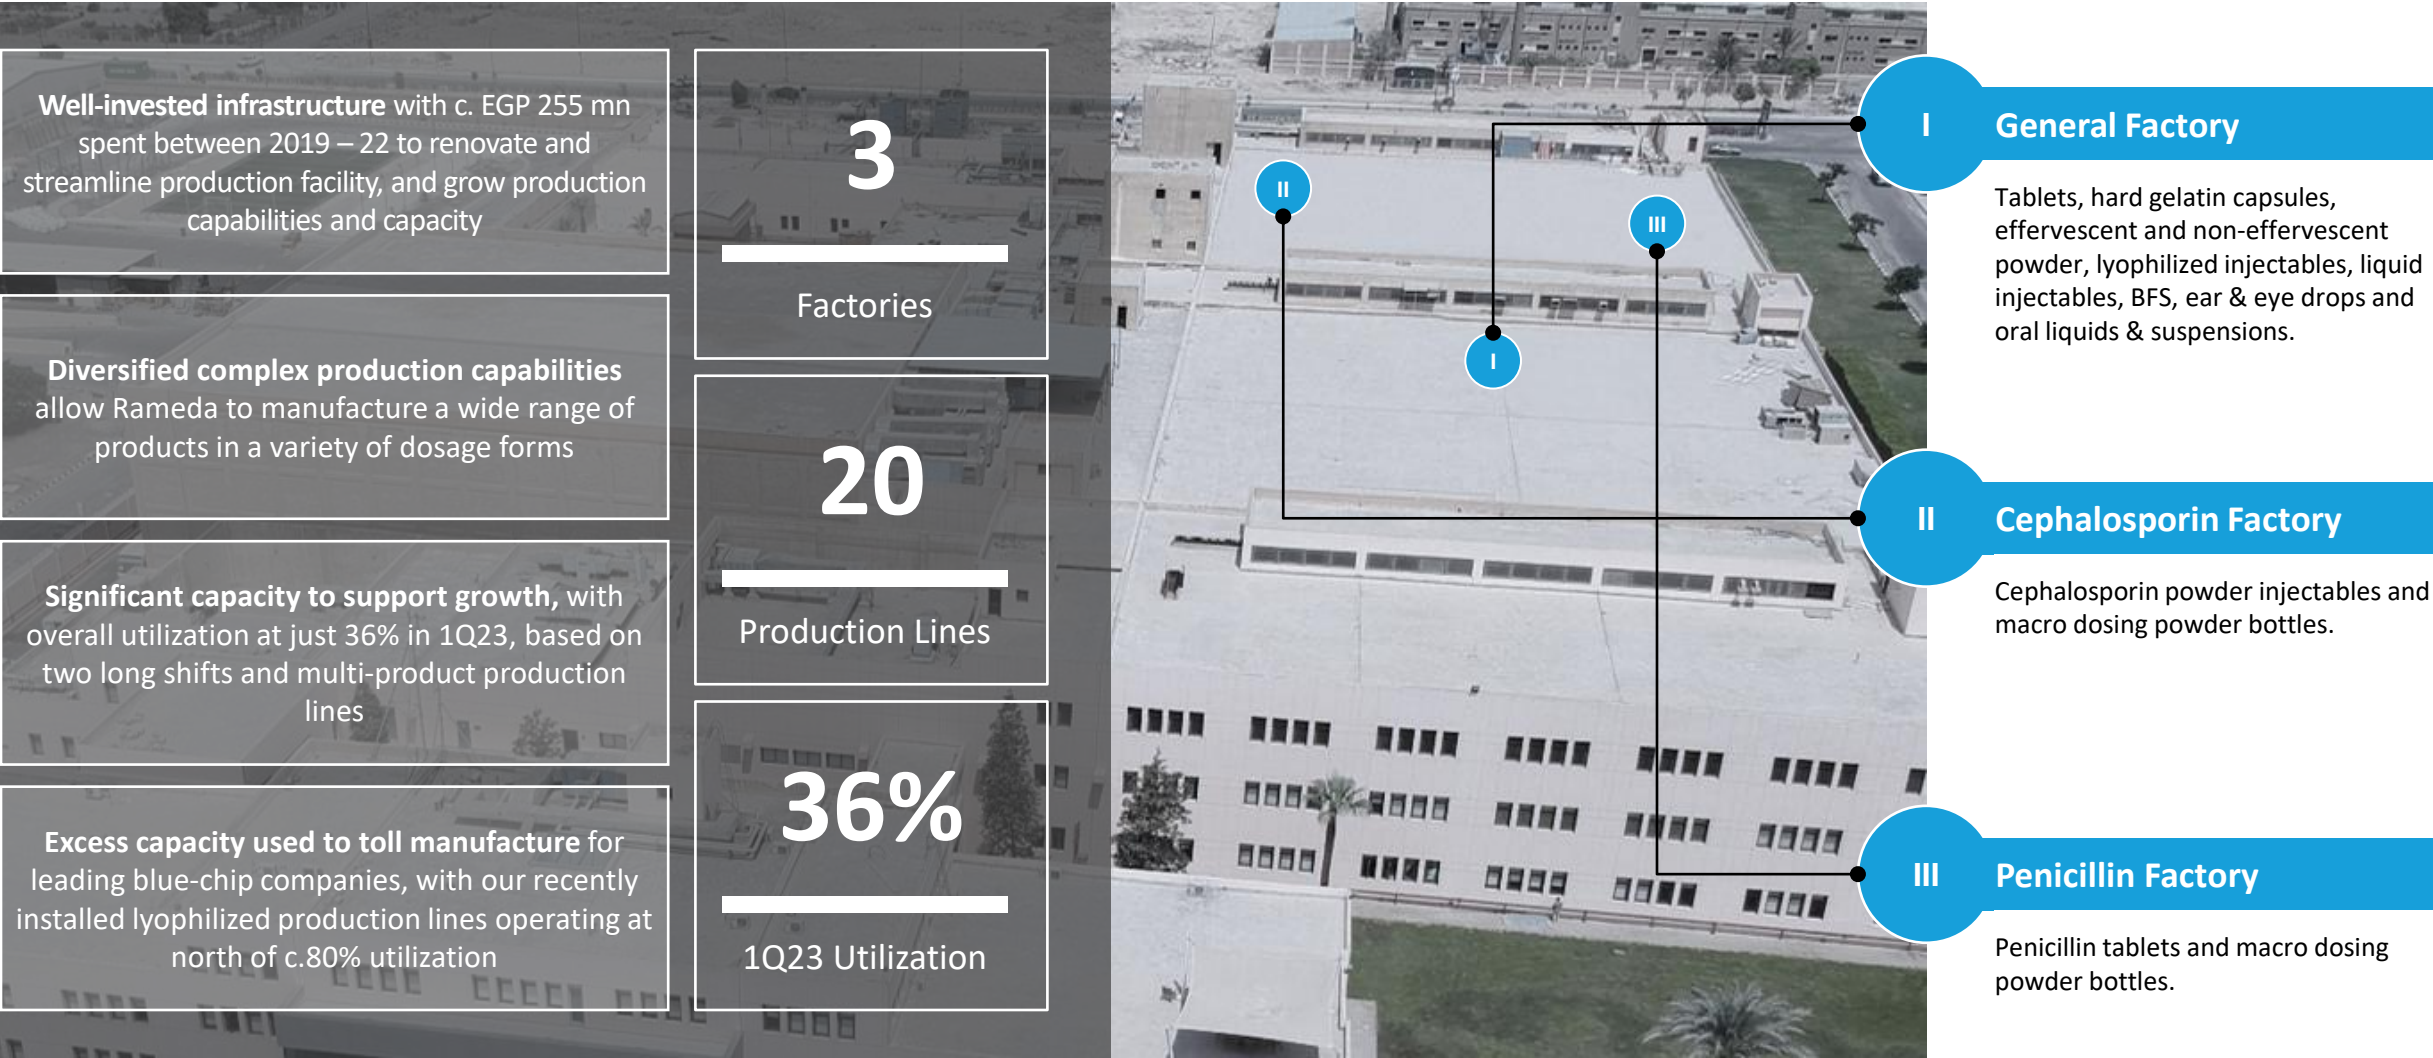 Well-invested infrastructure with c. EGP 255 mn
spent between 2019 – 22 to renovate and
streamline production facility, and grow production
capabilities and capacity
Diversified complex production capabilities
allow Rameda to manufacture a wide range of
products in a variety of dosage forms
Significant capacity to support growth, with
overall utilization at just 36% in 1Q23, based on
two long shifts and multi-product production
lines
Excess capacity used to toll manufacture for
leading blue-chip companies, with our recently
installed lyophilized production lines operating at
north of c.80% utilization
3
Factories
20
Production Lines
36%
1Q23 Utilization
II
III
I
I
General Factory
Tablets, hard gelatin capsules,
effervescent and non-effervescent
powder, lyophilized injectables, liquid
injectables, BFS, ear & eye drops and
oral liquids & suspensions.
II
Cephalosporin Factory
Cephalosporin powder injectables and
macro dosing powder bottles.
III
Penicillin Factory
Penicillin tablets and macro dosing
powder bottles.